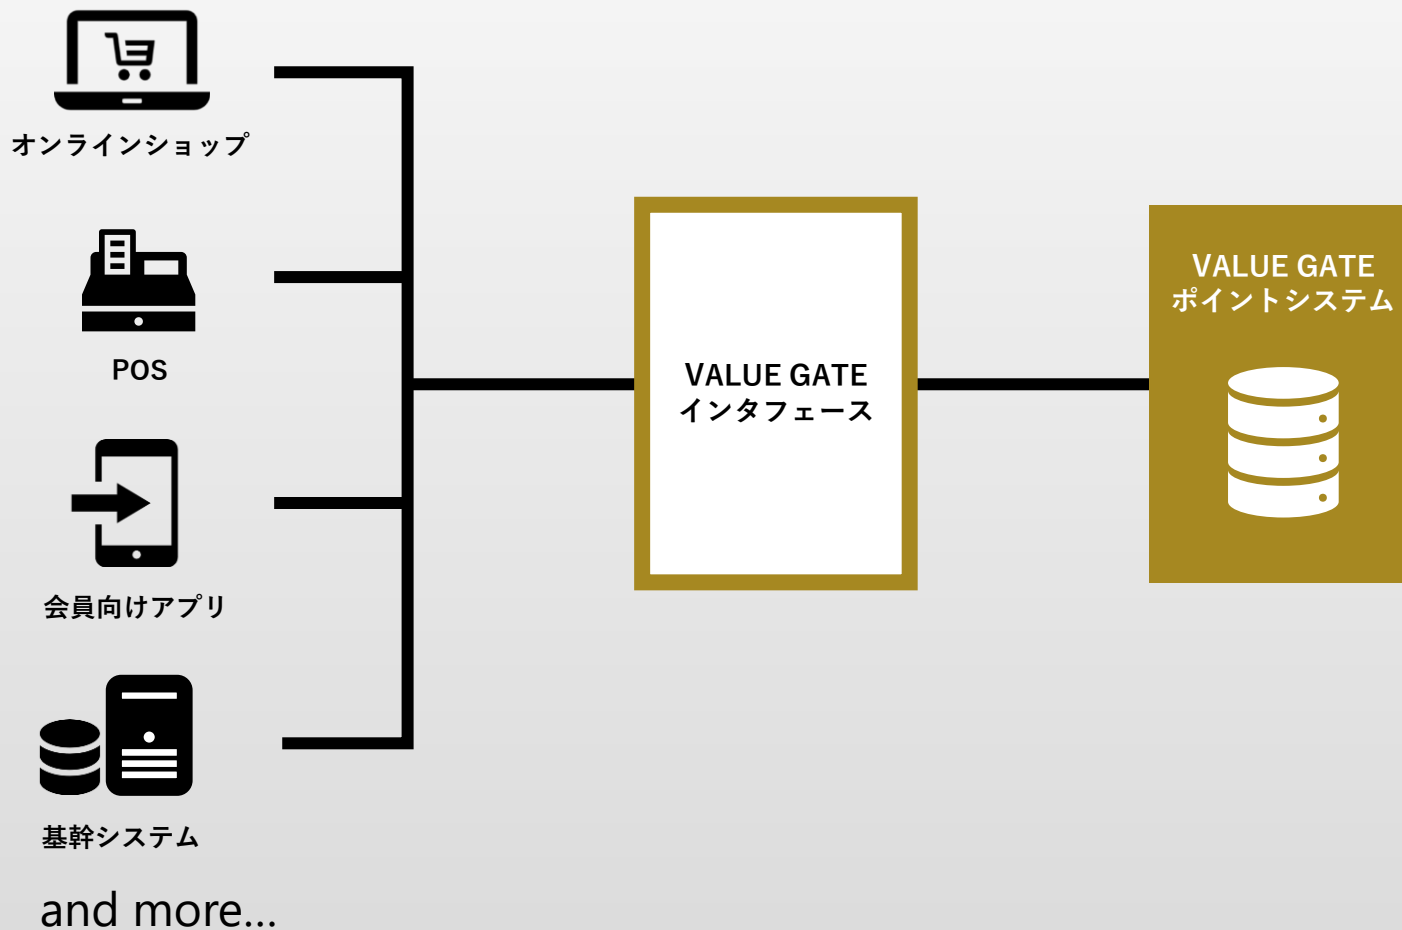 オンラインショップ
POS
会員向けアプリ
基幹システム
and more...
VALUE GATE
インタフェース
VALUE GATE
ポイントシステム